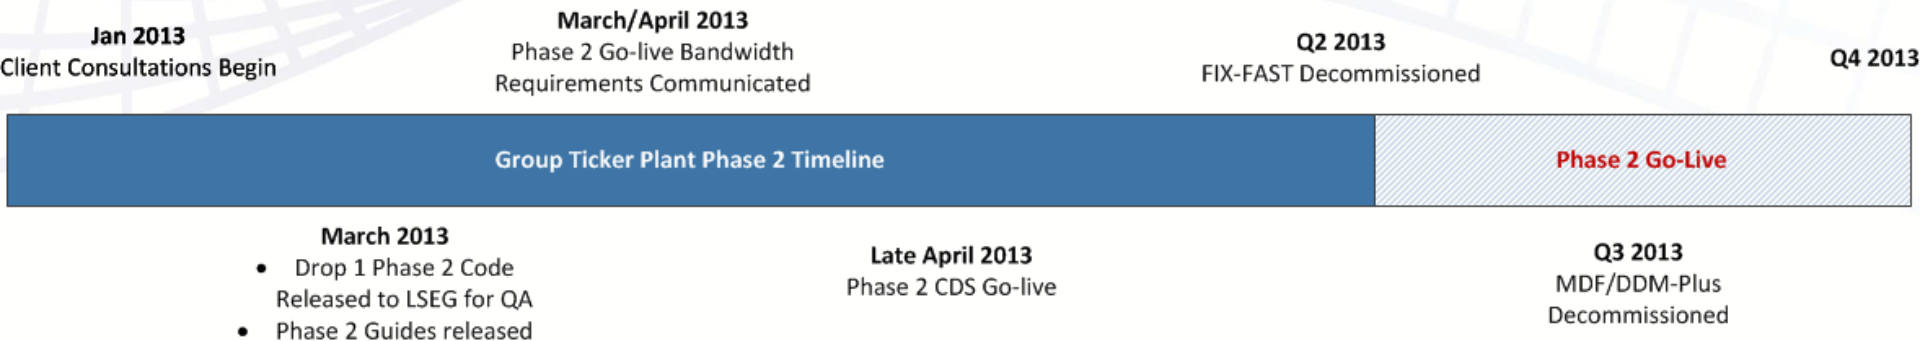 Jan 2013
Client Consultations Begin
March/April 2013
Phase 2 Go-live Bandwidth
Requirements Communicated
Q2 2013
FIX-FAST Decommissioned
Q4 2013
Group Ticker Plant Phase 2 Timeline
Phase 2 Go-Live
March 2013
• Drop 1 Phase 2 Code
Released to LSEG for QA
• Phase 2 Guides released
Late April 2013
Phase 2 CDS Go-live
Q3 2013
MDF/DDM-Plus
Decommissioned